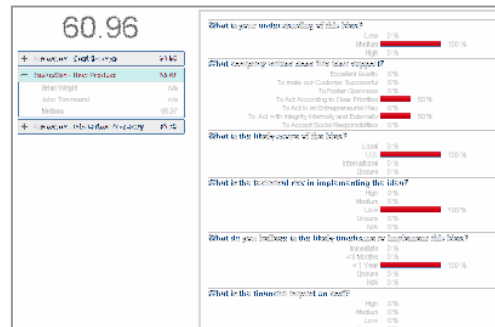 60.96
Innovation - New Product
Brian Wright n/a
John Townsend n/a
Melissa
What is your understanding of this idea?
Low 0 %
Medium 100 %
High 0 %
What company values does this idea support?
Excellent Quality 0 %
To make our Customer Successful 0 %
To Foster Openness 0 %
To Act According to Clear Priorities 50 %
To Act in an Entrepreneurial Way 0 %
To Act with Integrity Internally and Externally 50 %
To Accept Social Responsibilities 0 %
What is the likely scope of the idea?
Local 0 %
U.S. 100 %
International 0 %
Unsure 0 %
What is the technical risk in implementing the idea?
High 0 %
Medium 0 %
Low 100 %
Unsure 0 %
N/A 0 %
What do you believe is the likely timeframe to implement this idea?
Immediate 0 %
<3 Months 0 %
< 1 Year 100 %
Unsure 0 %
N/A 0 %
What is the financial impact on cost?
High 0 %
Medium 0 %
Low 0 %